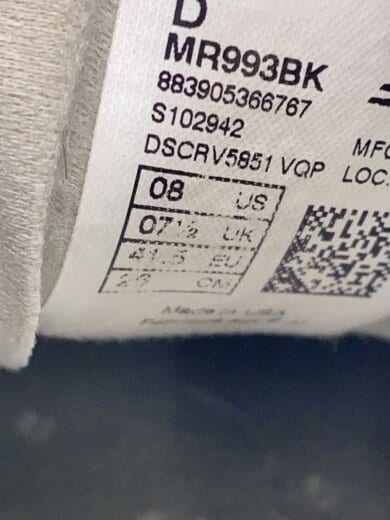 D
MR993BK
883905366767
S102942
DSCRV5851 VQP
MFG
LOC:
08 US
07½ UK
41.5 EU
26 CM
Made in USA